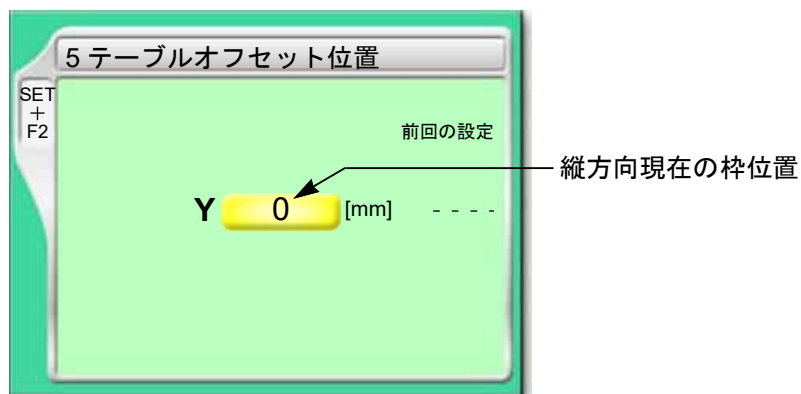 5 テーブルオフセット位置
SET
+
F2
前回の設定
縦方向現在の枠位置
Y 0 [mm] - - - -